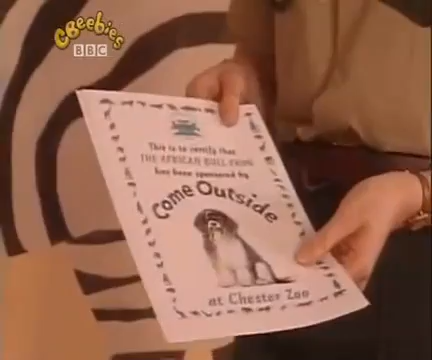 CBeebies
BBC
This is to certify that
THE AFRICAN BULL FROG
has been sponsored by
Come Outside
at Chester Zoo